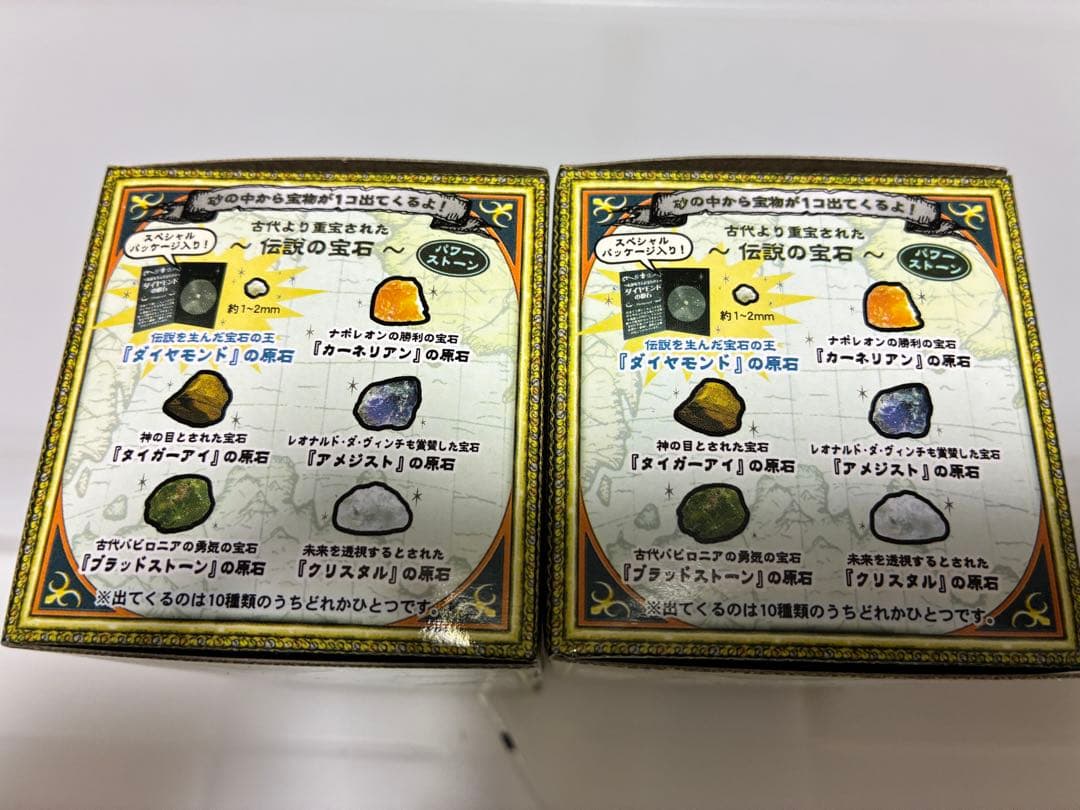 砂の中から宝物が1コ出てくるよ!
古代より重宝された
~ 伝説の宝石 ~
パワー
ストーン
スペシャル
パッケージ入り!
ダイヤモンド
の原石
約1~2mm
伝説を生んだ宝石の王
『ダイヤモンド』の原石
ナポレオンの勝利の宝石
『カーネリアン』の原石
神の目とされた宝石
『タイガーアイ』の原石
レオナルド・ダ・ヴィンチも賞賛した宝石
『アメジスト』の原石
古代バビロニアの勇気の宝石
『ブラッドストーン』の原石
未来を透視するとされた
『クリスタル』の原石
※出てくるのは10種類のうちどれかひとつです。
砂の中から宝物が1コ出てくるよ!
古代より重宝された
~ 伝説の宝石 ~
パワー
ストーン
スペシャル
パッケージ入り!
ダイヤモンド
の原石
約1~2mm
伝説を生んだ宝石の王
『ダイヤモンド』の原石
ナポレオンの勝利の宝石
『カーネリアン』の原石
神の目とされた宝石
『タイガーアイ』の原石
レオナルド・ダ・ヴィンチも賞賛した宝石
『アメジスト』の原石
古代バビロニアの勇気の宝石
『ブラッドストーン』の原石
未来を透視するとされた
『クリスタル』の原石
※出てくるのは10種類のうちどれかひとつです。